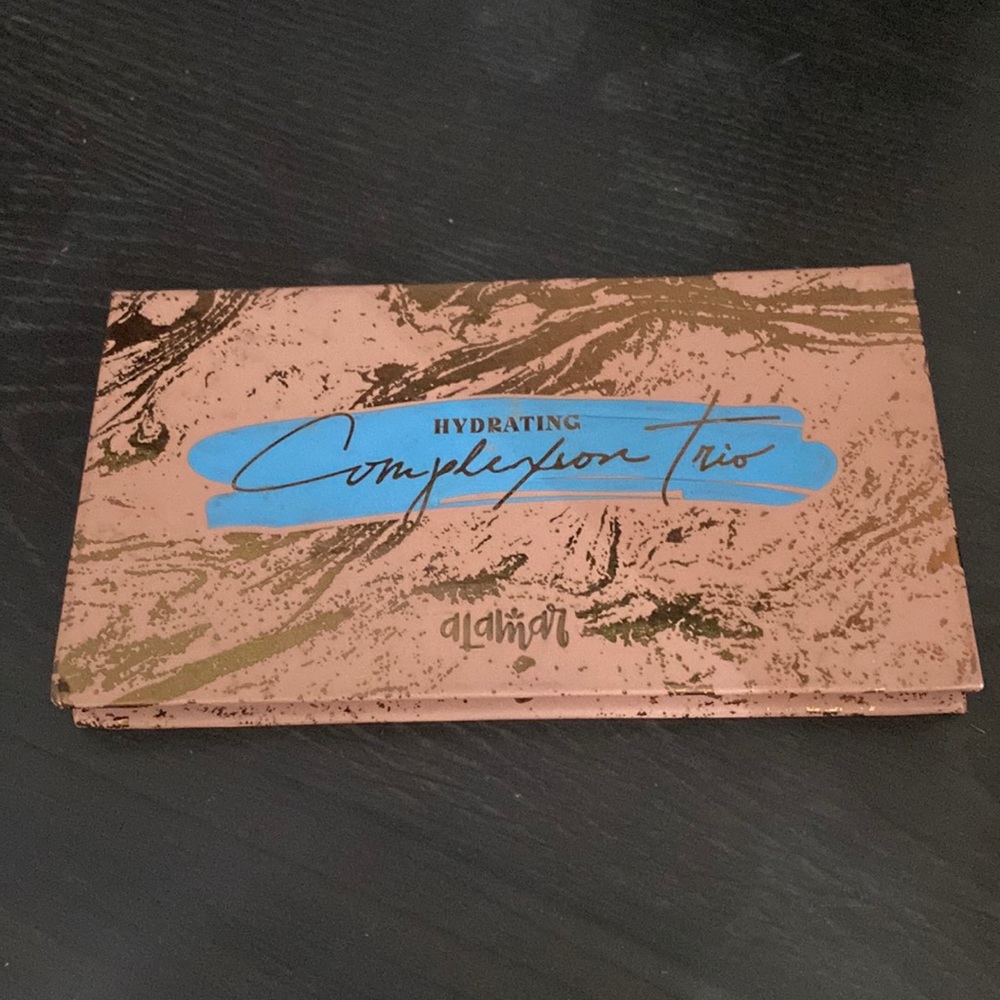 HYDRATING
Complexion Trio
alamar